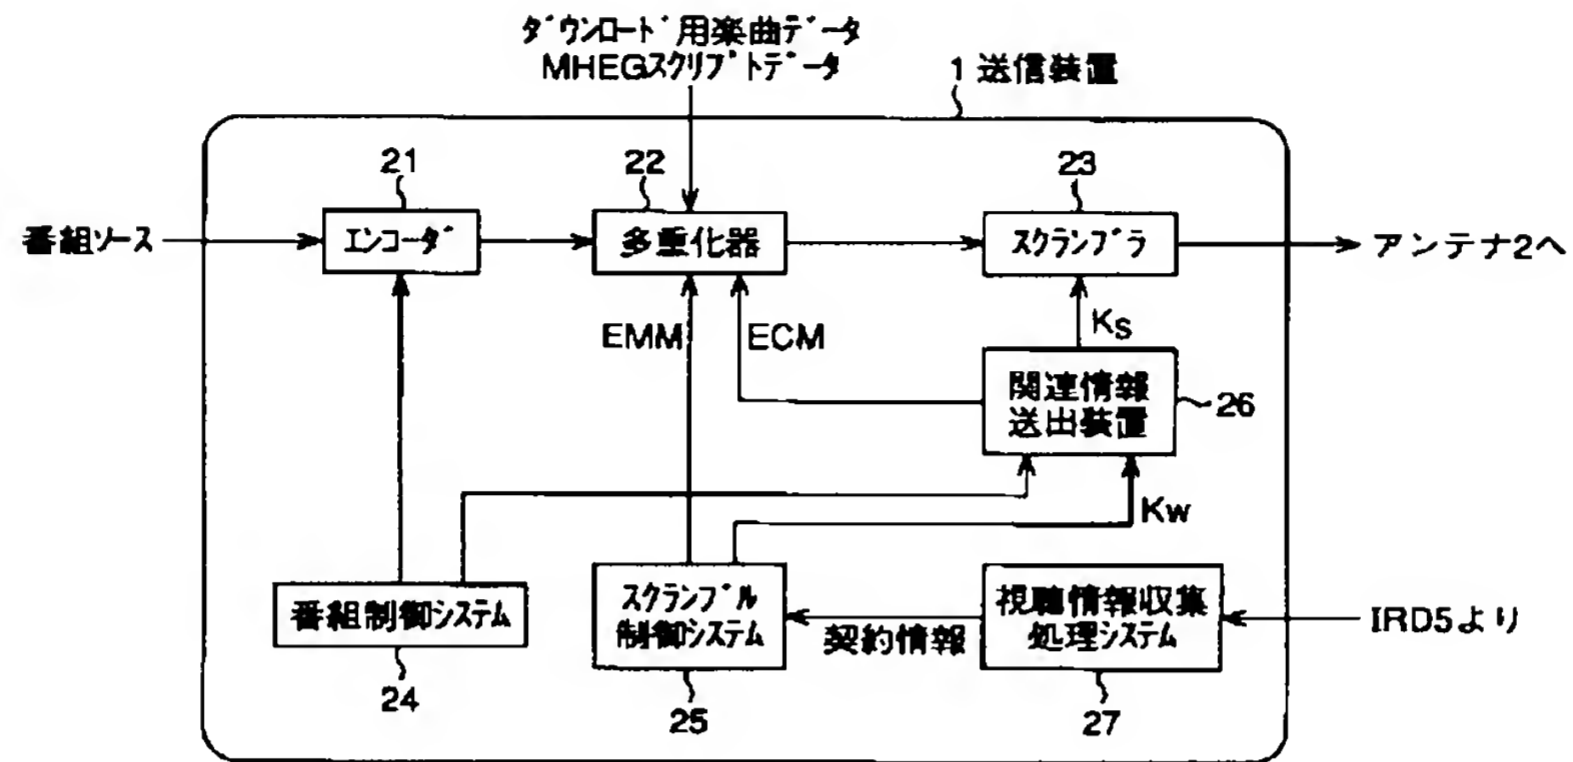 ダウンロード用楽曲データ
MHEGスクリプトデータ
1 送信装置
21
22
23
番組ソース
エンコーダ
多重化器
スクランブラ
アンテナ2へ
EMM
ECM
KS
関連情報
送出装置
26
Kw
番組制御システム
スクランブル
制御システム
契約情報
視聴情報収集
処理システム
IRD5より
24
25
27